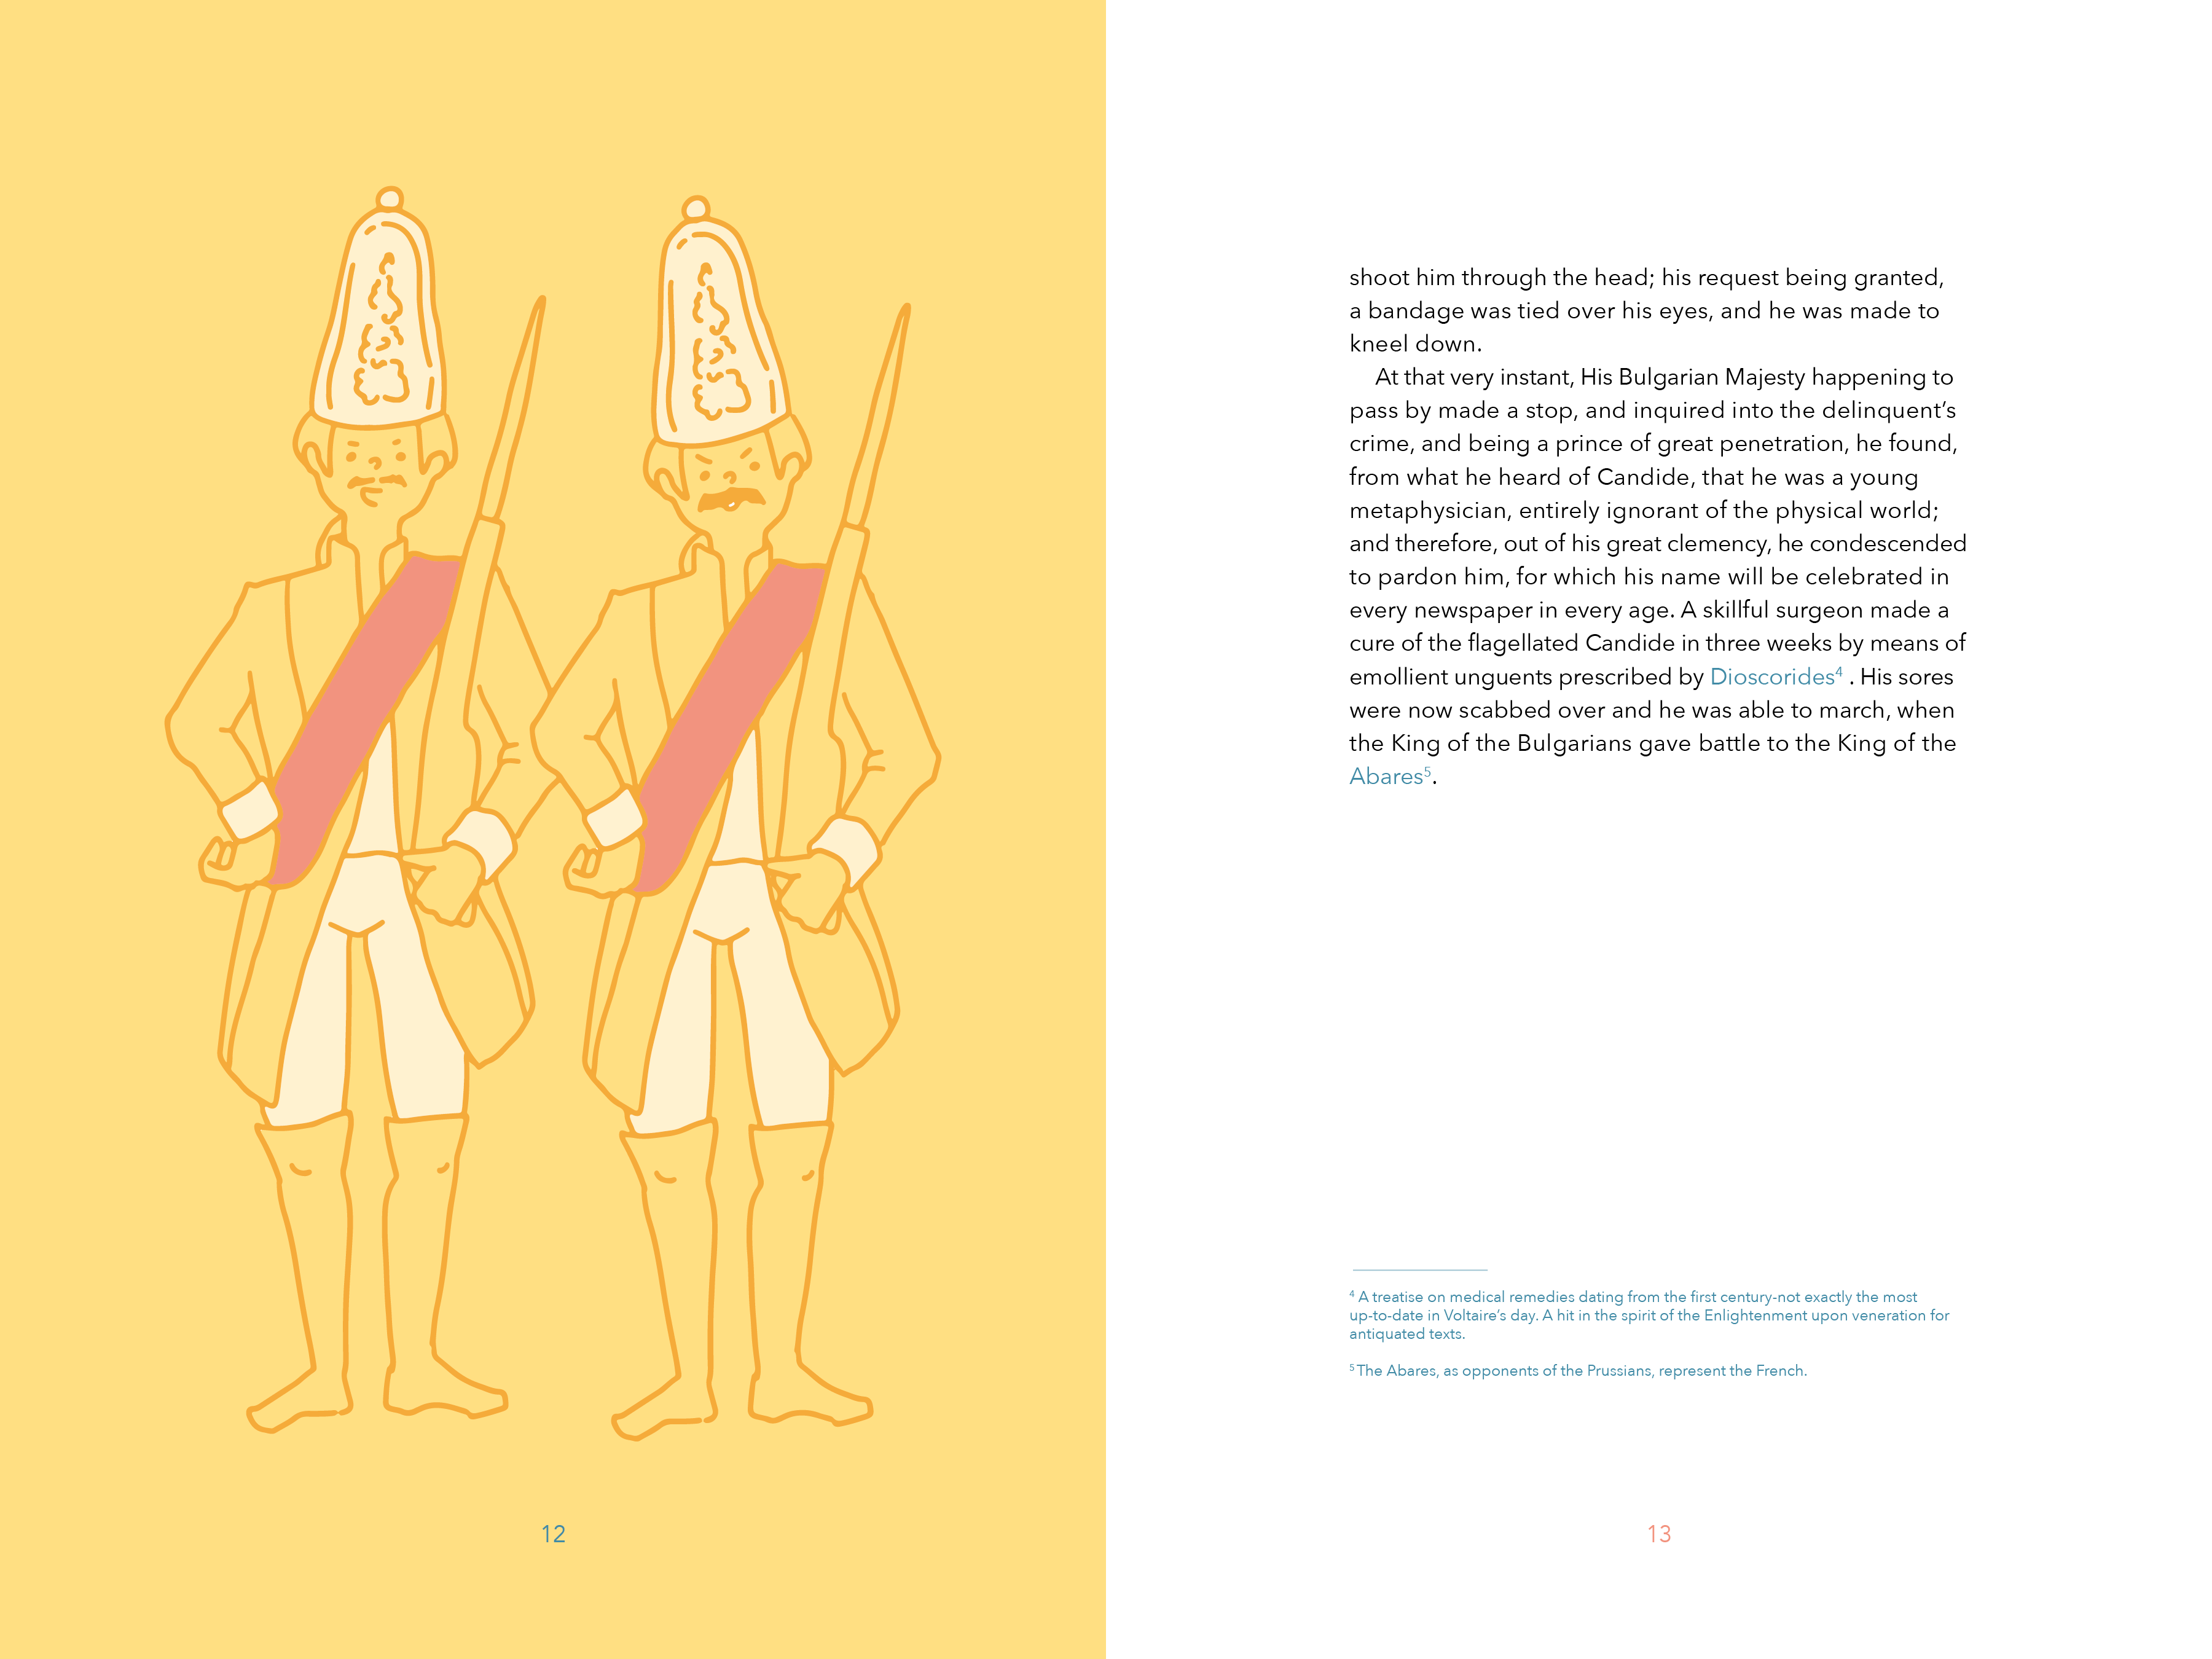 shoot him through the head; his request being granted,
a bandage was tied over his eyes, and he was made to
kneel down.
At that very instant, His Bulgarian Majesty happening to
pass by made a stop, and inquired into the delinquent’s
crime, and being a prince of great penetration, he found,
from what he heard of Candide, that he was a young
metaphysician, entirely ignorant of the physical world;
and therefore, out of his great clemency, he condescended
to pardon him, for which his name will be celebrated in
every newspaper in every age. A skillful surgeon made a
cure of the flagellated Candide in three weeks by means of
emollient unguents prescribed by Dioscorides⁴ . His sores
were now scabbed over and he was able to march, when
the King of the Bulgarians gave battle to the King of the
Abares⁵.
⁴ A treatise on medical remedies dating from the first century-not exactly the most
up-to-date in Voltaire’s day. A hit in the spirit of the Enlightenment upon veneration for
antiquated texts.
⁵ The Abares, as opponents of the Prussians, represent the French.
12
13